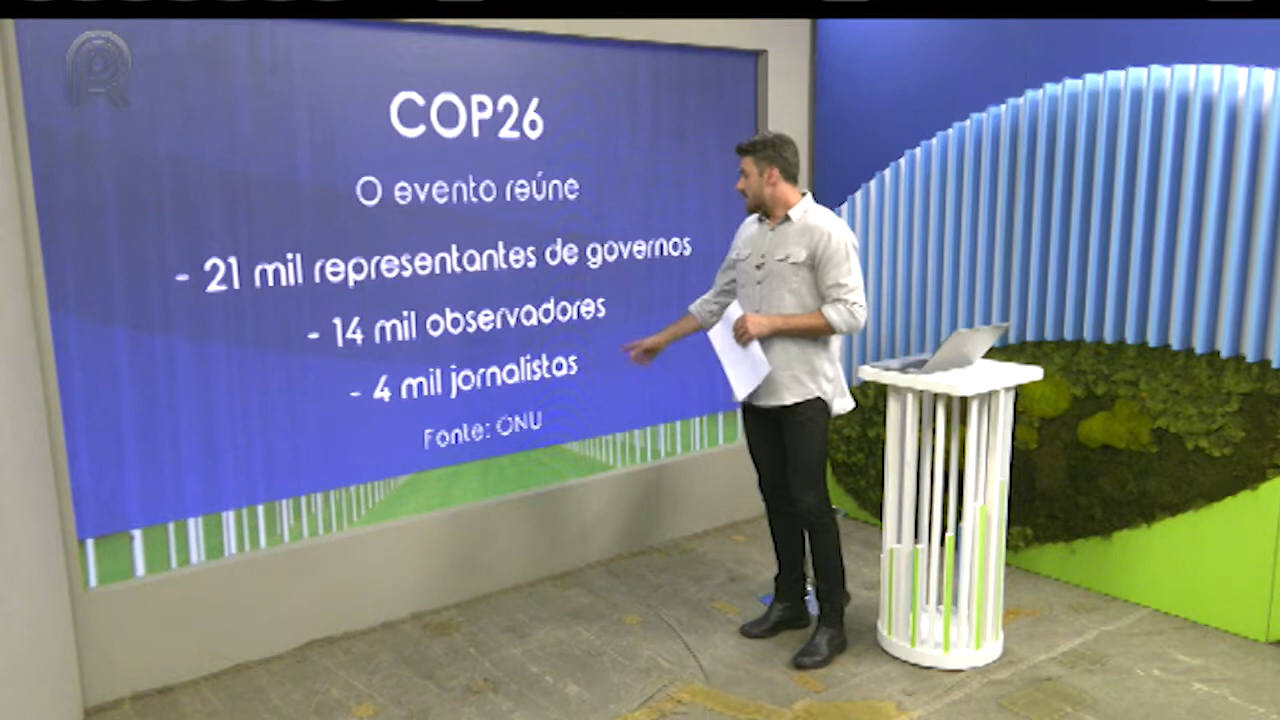 COP26
O evento reúne
- 21 mil representantes de governos
- 14 mil observadores
- 4 mil jornalistas
Fonte: ONU